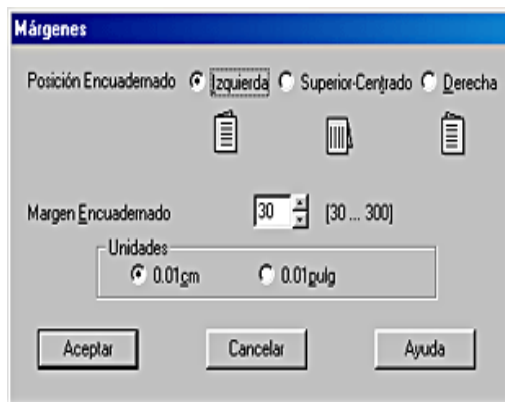 Márgenes
Posición Encuadernado Izquierda Superior-Centrado Derecha
Margen Encuadernado 30 [30 ... 300]
Unidades
0.01cm 0.01pulg
Aceptar Cancelar Ayuda